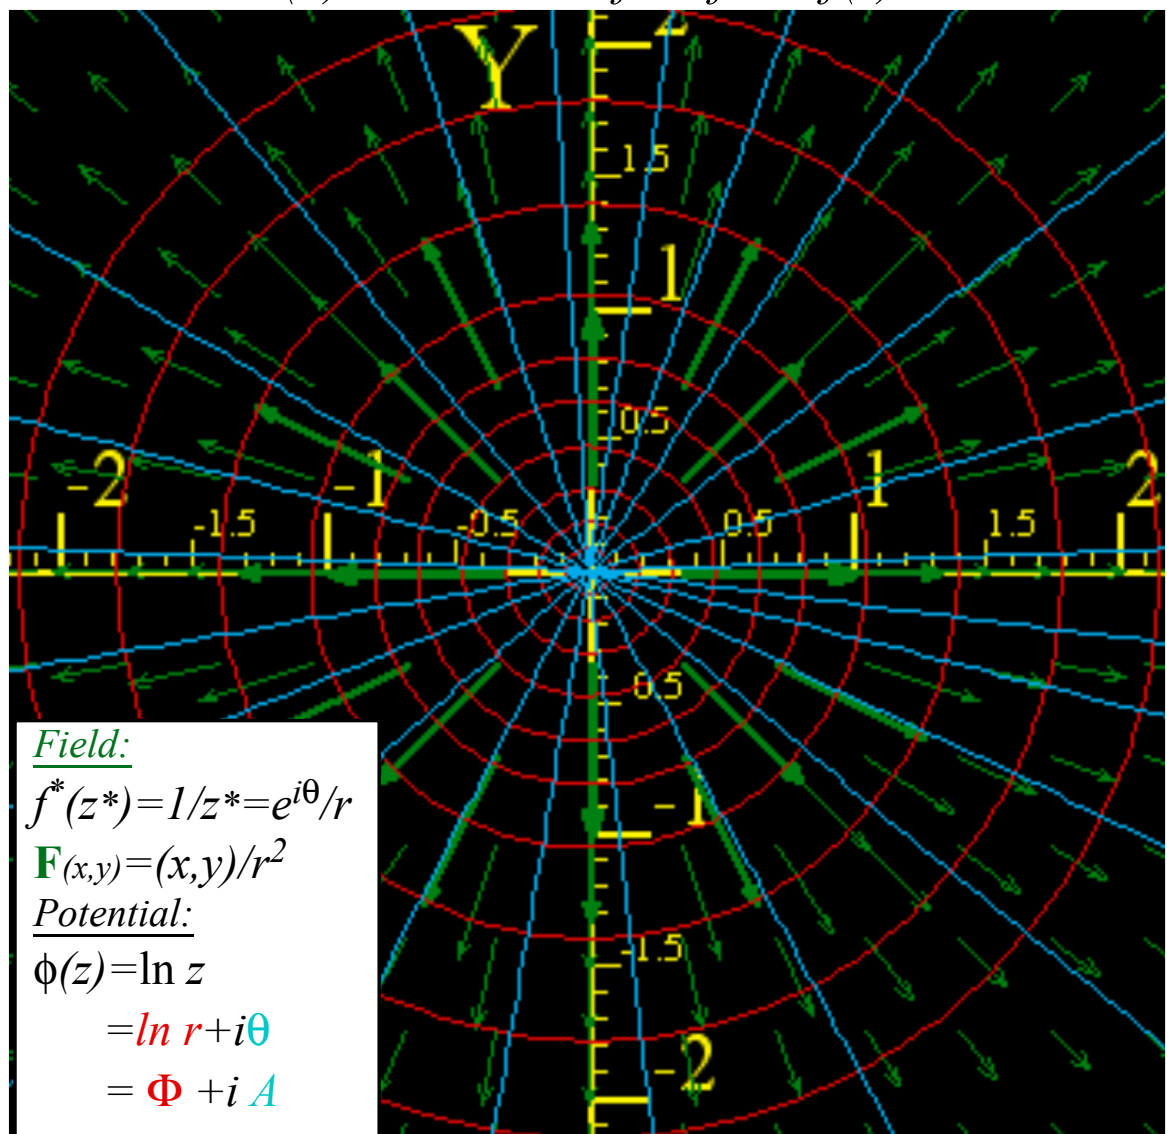 2
Y
1.5
1
0.5
-2 -1 1 2
-1.5 -0.5 0.5 1.5
0.5
-1
-1.5
-2
Field:
f*(z*)=1/z*=e^{iθ}/r
F(x,y)=(x,y)/r²
Potential:
ϕ(z)=ln z
=ln r+iθ
= Φ +i A